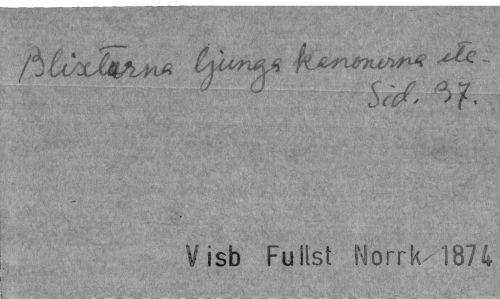 Blixtarna ljunga kanonerna etc-
Sid. 37.
Visb Fullst Norrk 1874